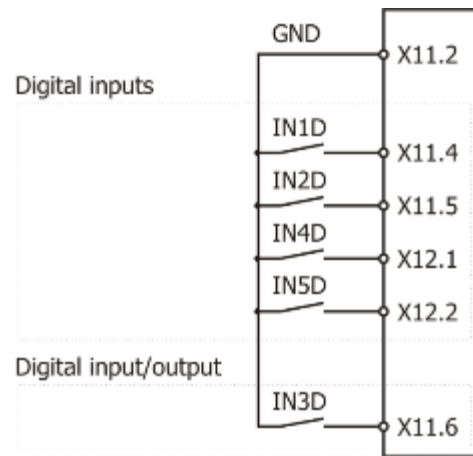 GND
X11.2
Digital inputs
IN1D
X11.4
IN2D
X11.5
IN4D
X12.1
IN5D
X12.2
Digital input/output
IN3D
X11.6